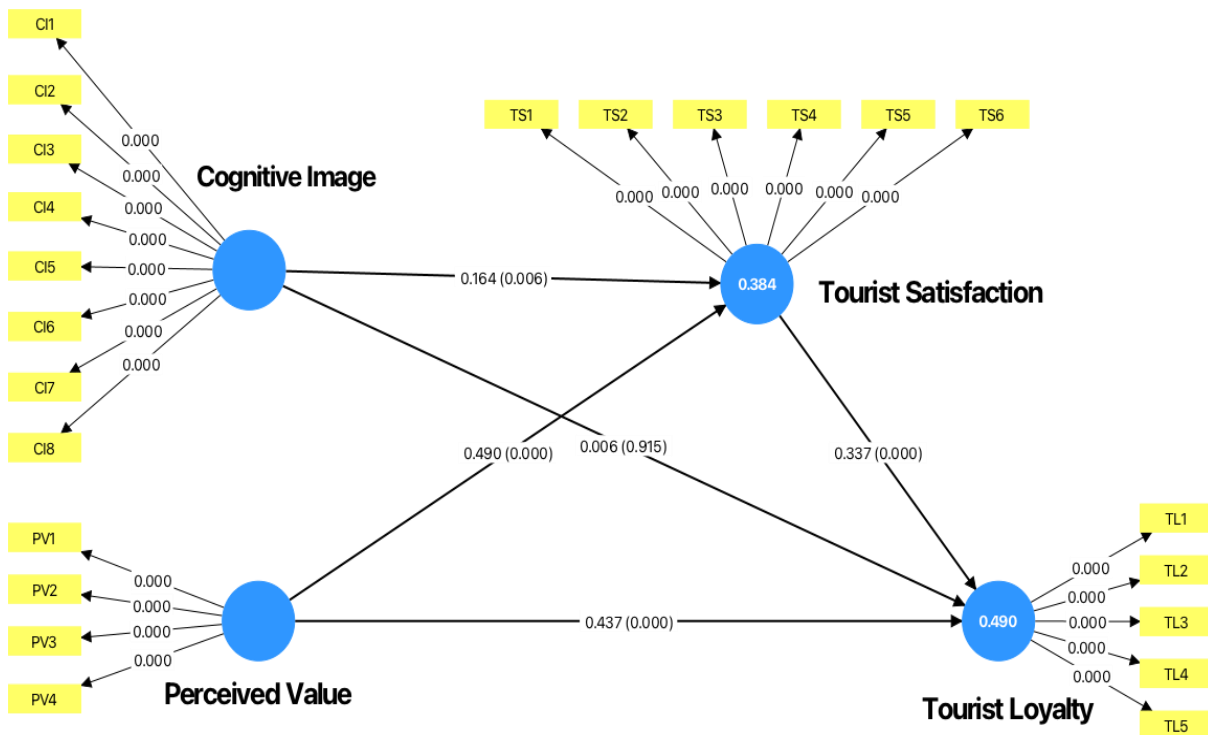 CI1
CI2
CI3
CI4
CI5
CI6
CI7
CI8
0.000
0.000
0.000
0.000
0.000
0.000
0.000
0.000
Cognitive Image
TS1
TS2
TS3
TS4
TS5
TS6
0.000
0.000
0.000
0.000
0.000
0.000
0.164 (0.006)
0.384
Tourist Satisfaction
0.490 (0.000)
0.006 (0.915)
0.337 (0.000)
PV1
PV2
PV3
PV4
0.000
0.000
0.000
0.000
Perceived Value
0.437 (0.000)
0.490
Tourist Loyalty
0.000
0.000
0.000
0.000
0.000
TL1
TL2
TL3
TL4
TL5